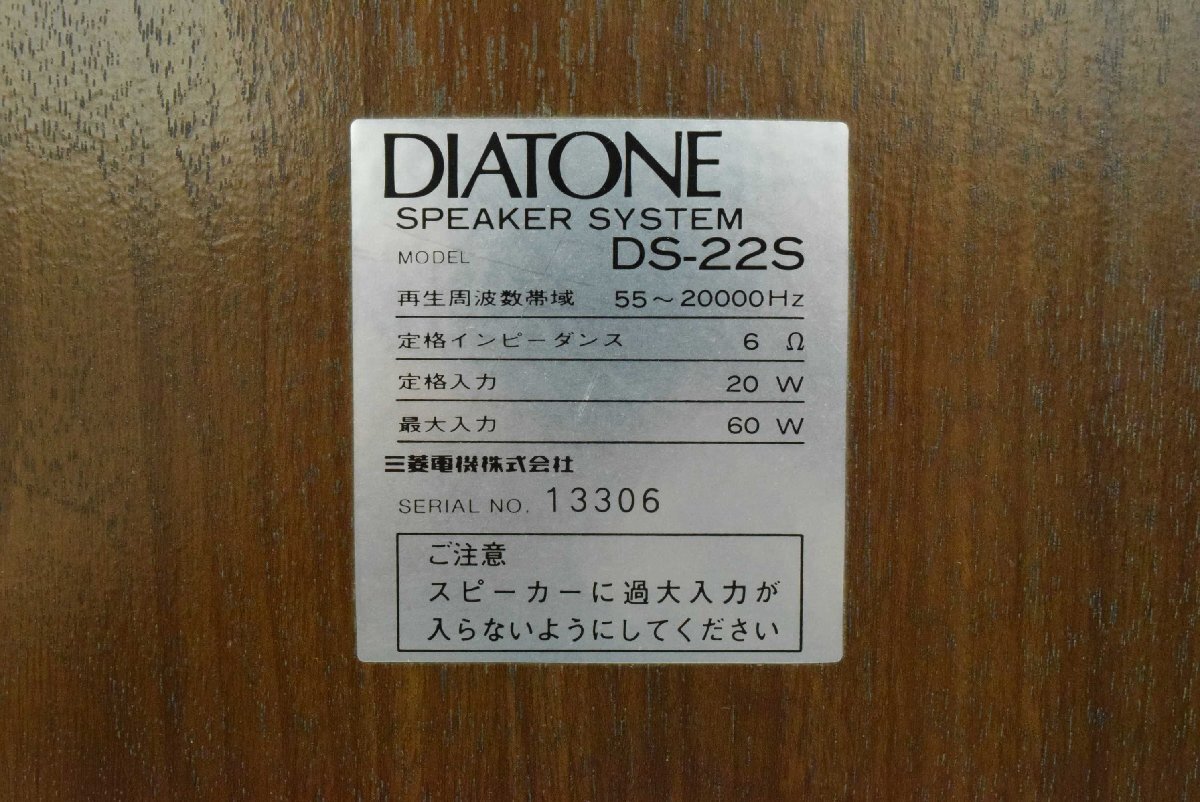 DIATONE
SPEAKER SYSTEM
MODEL DS-22S
再生周波数帯域 55～20000Hz
定格インピーダンス 6 Ω
定格入力 20 W
最大入力 60 W
三菱電機株式会社
SERIAL NO. 13306
ご注意
スピーカーに過大入力が
入らないようにしてください